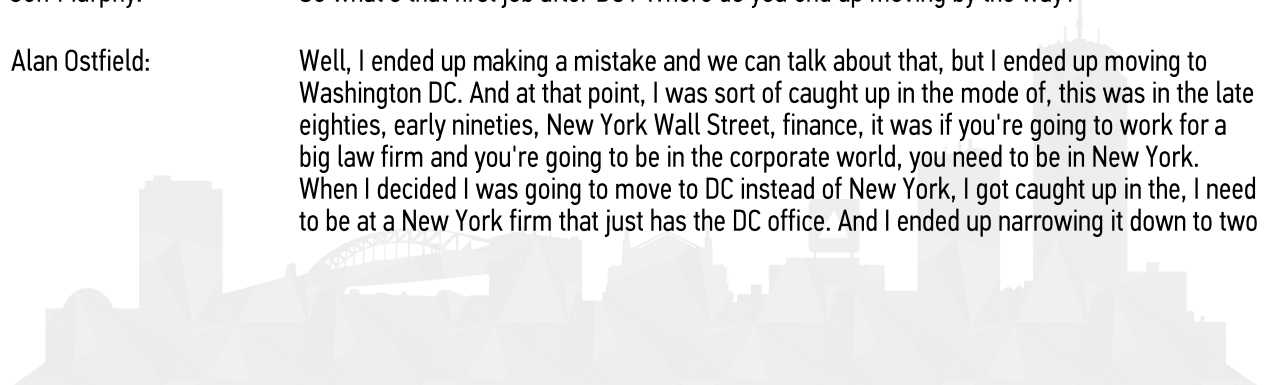 Alan Ostfield: Well, I ended up making a mistake and we can talk about that, but I ended up moving to
Washington DC. And at that point, I was sort of caught up in the mode of, this was in the late
eighties, early nineties, New York Wall Street, finance, it was if you're going to work for a
big law firm and you're going to be in the corporate world, you need to be in New York.
When I decided I was going to move to DC instead of New York, I got caught up in the, I need
to be at a New York firm that just has the DC office. And I ended up narrowing it down to two